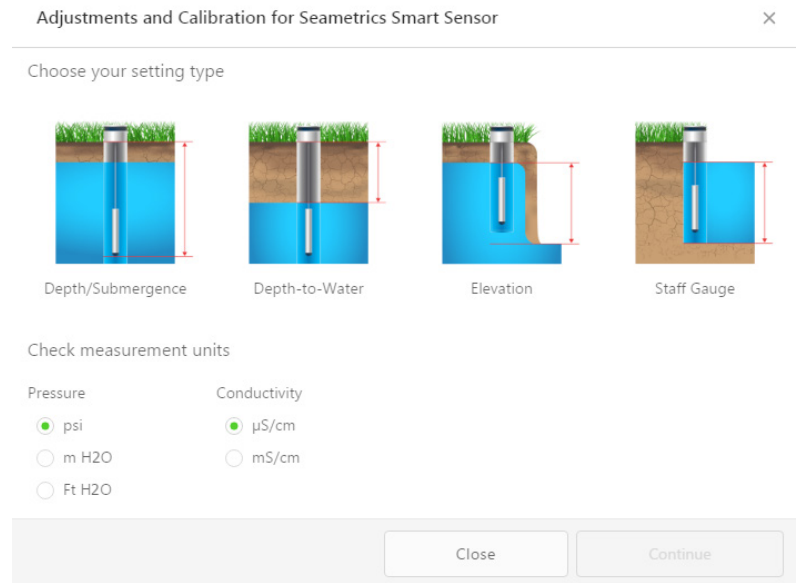 Adjustments and Calibration for Seametrics Smart Sensor
Choose your setting type
Depth/Submergence
Depth-to-Water
Elevation
Staff Gauge
Check measurement units
Pressure
Conductivity
psi
µS/cm
m H2O
mS/cm
Ft H2O
Close
Continue